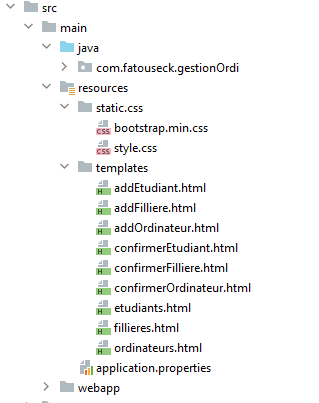 src
main
java
com.fatouseck.gestionOrdi
resources
static.css
bootstrap.min.css
style.css
templates
addEtudiant.html
addFilliere.html
addOrdinateur.html
confirmerEtudiant.html
confirmerFilliere.html
confirmerOrdinateur.html
etudiants.html
fillieres.html
ordinateurs.html
application.properties
webapp